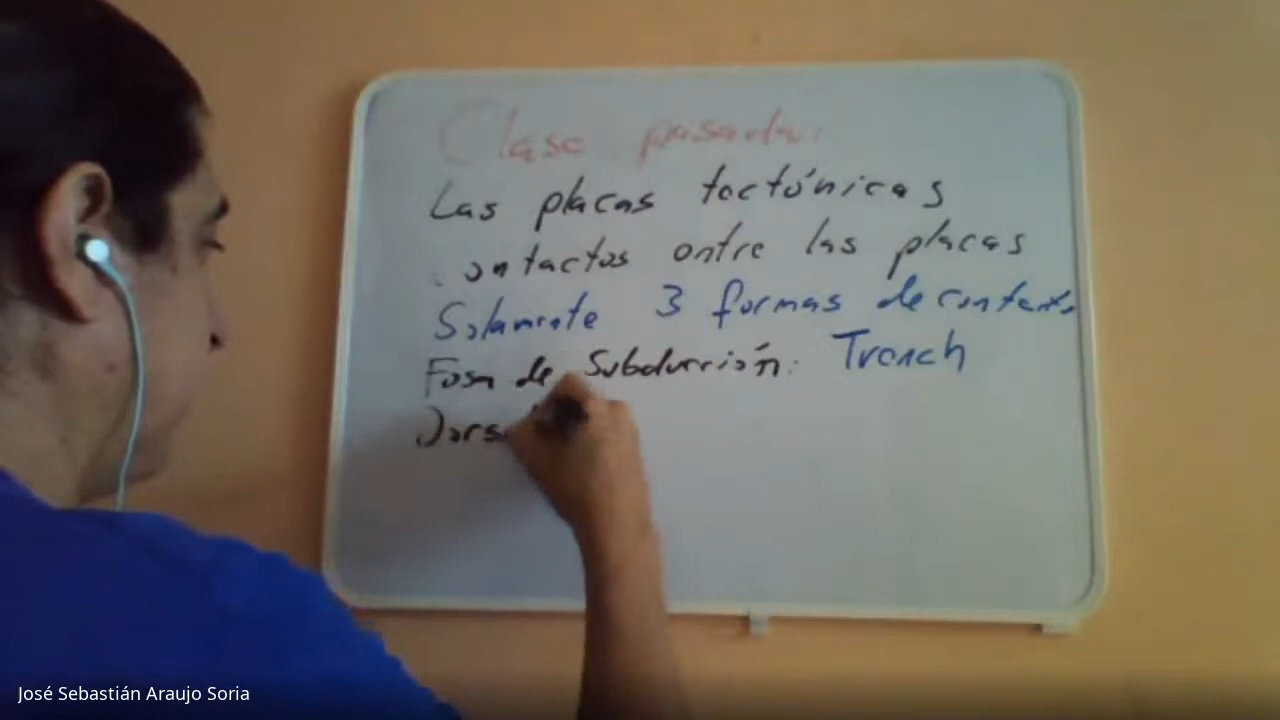 Clase pasada:
Las placas tectónicas
contactos entre las placas
Solamente 3 formas de contacto
Fosa de Subducción: Trench
Dors
José Sebastián Araujo Soria